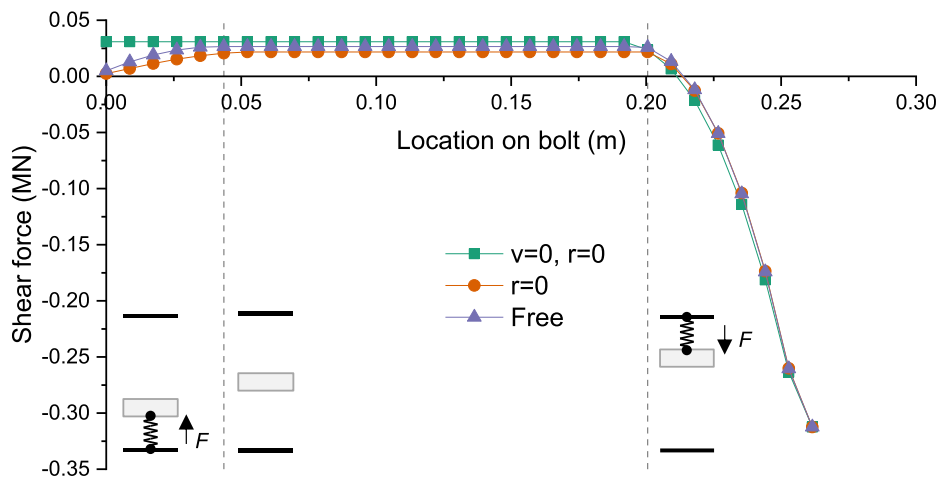 0.05
0.00
-0.05
-0.10
-0.15
-0.20
-0.25
-0.30
-0.35
Shear force (MN)
0.00 0.05 0.10 0.15 0.20 0.25 0.30
Location on bolt (m)
v=0, r=0
r=0
Free
F
F